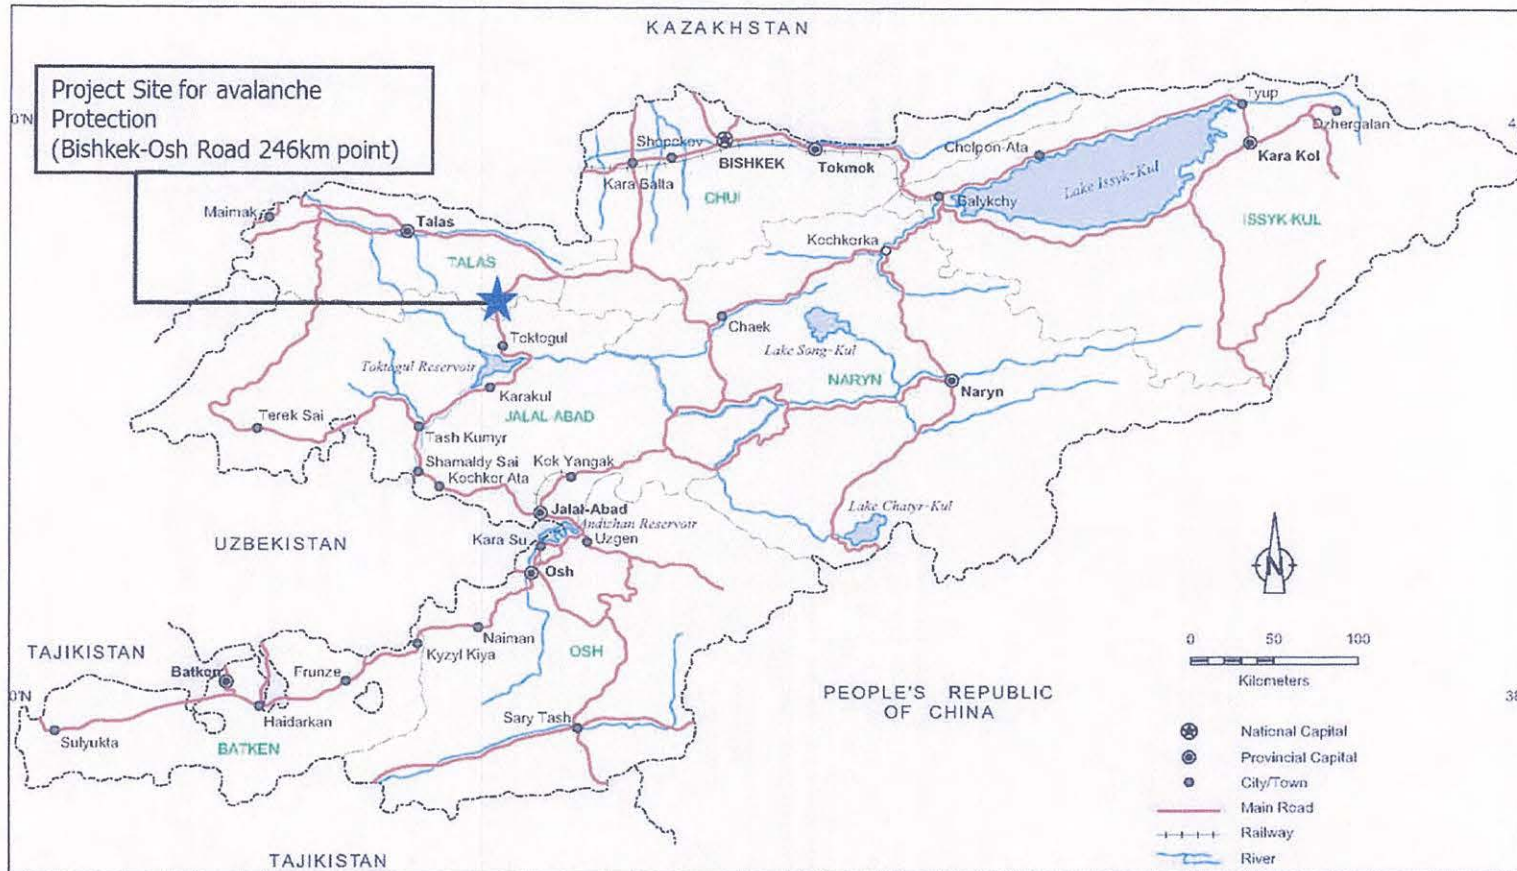 KAZAKHSTAN
Project Site for avalanche
Protection
(Bishkek-Osh Road 246km point)
0'N
4
Tyup
Dzhergalan
Shopokov
BISHKEK
Tokmok
Cholpon-Ata
Kara Kol
Kara Balta
CHUI
Lake Issyk-Kul
Maimak
Talas
Balykchy
ISSYK-KUL
Kochkorka
TALAS
Chaek
Toktogul
Lake Song-Kul
Toktogul Reservoir
NARYN
Naryn
Karakul
JALAL-ABAD
Terek Sai
Tash Kumyr
Shamaldy Sai
Kok Yangak
Kochkor Ata
Lake Chatyr-Kul
Jalal-Abad
Andizhan Reservoir
UZBEKISTAN
Kara Su
Uzgen
Osh
N
Naiman
0 50 100
Kilometers
TAJIKISTAN
Kyzyl Kiya
OSH
Batken
Frunze
PEOPLE'S REPUBLIC
OF CHINA
0'N
38
Haidarkan
Sary Tash
Sulyukta
BATKEN
National Capital
Provincial Capital
City/Town
Main Road
Railway
River
TAJIKISTAN